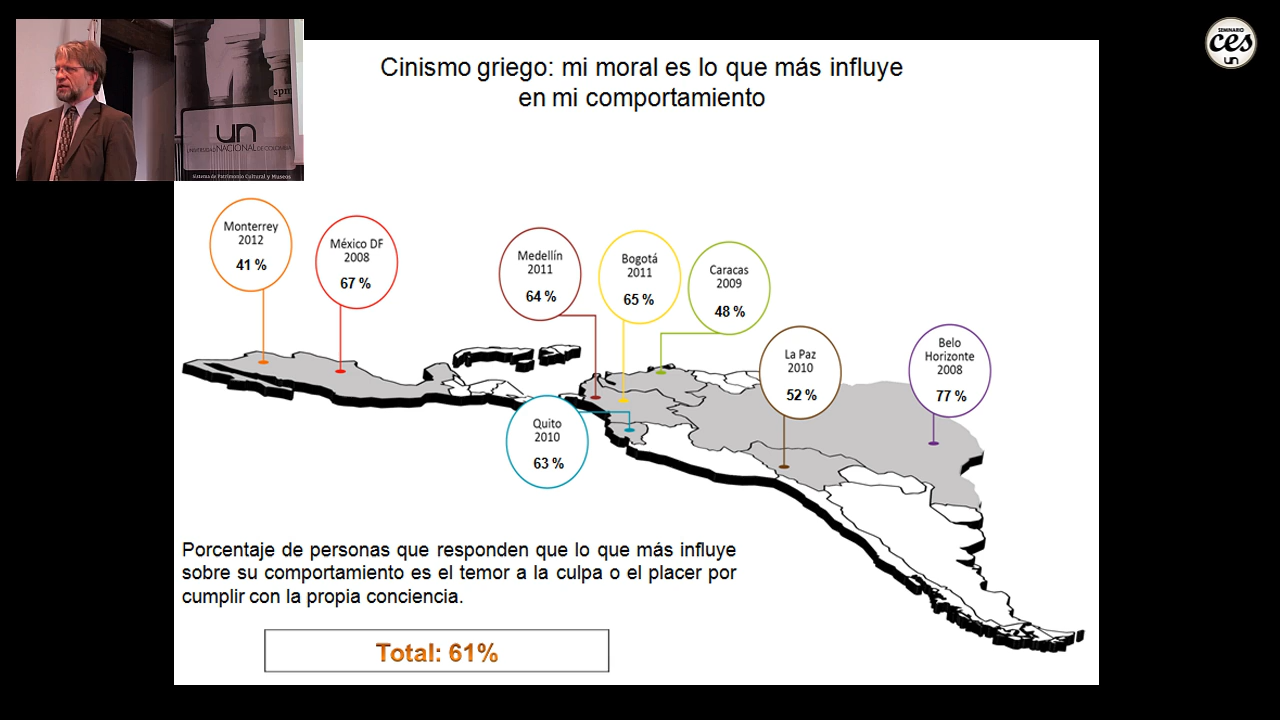 SEMINARIO
ces
un
spm
un
UNIVERSIDAD NACIONAL DE COLOMBIA
Sistema de Patrimonio Cultural y Museos
Cinismo griego: mi moral es lo que más influye
en mi comportamiento
Monterrey
2012
41 %
México DF
2008
67 %
Medellín
2011
64 %
Bogotá
2011
65 %
Caracas
2009
48 %
La Paz
2010
52 %
Belo
Horizonte
2008
77 %
Quito
2010
63 %
Porcentaje de personas que responden que lo que más influye
sobre su comportamiento es el temor a la culpa o el placer por
cumplir con la propia conciencia.
Total: 61%